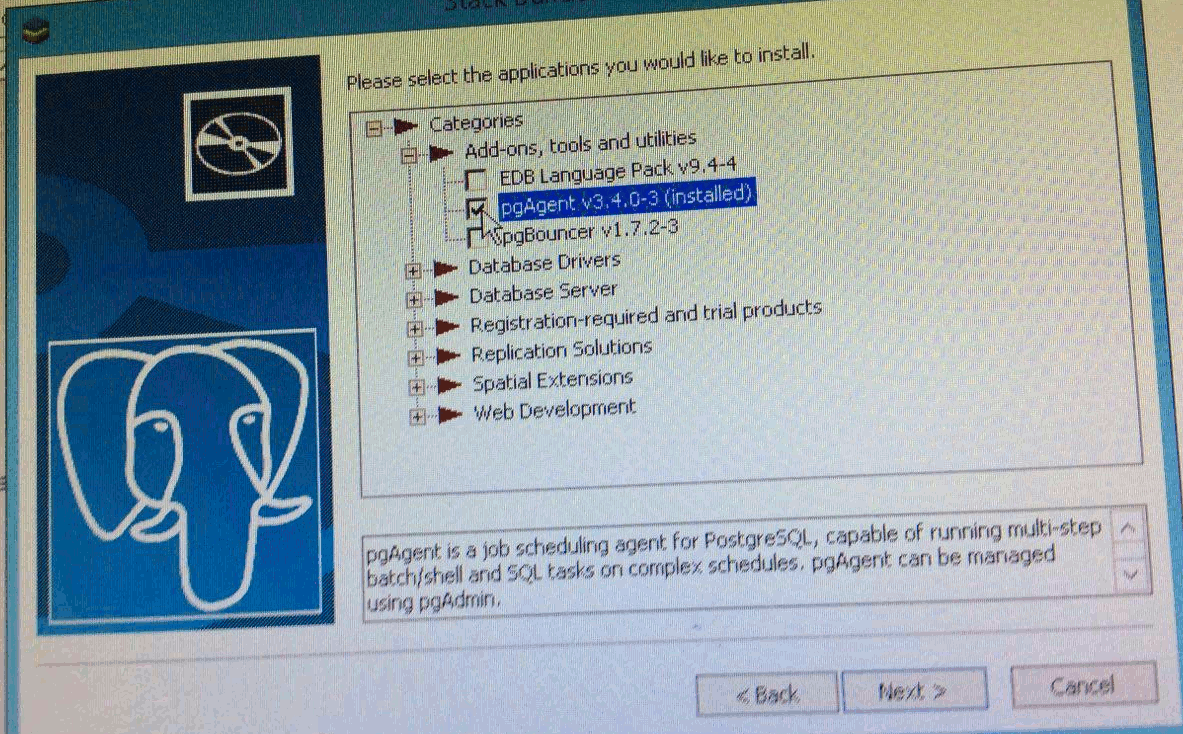 Stack
Please select the applications you would like to install.
Categories
Add-ons, tools and utilities
EDB Language Pack v9.4-4
pgAgent v3.4.0-3 (installed)
pgBouncer v1.7.2-3
Database Drivers
Database Server
Registration-required and trial products
Replication Solutions
Spatial Extensions
Web Development
pgAgent is a job scheduling agent for PostgreSQL, capable of running multi-step
batch/shell and SQL tasks on complex schedules. pgAgent can be managed
using pgAdmin.
< Back
Next >
Cancel